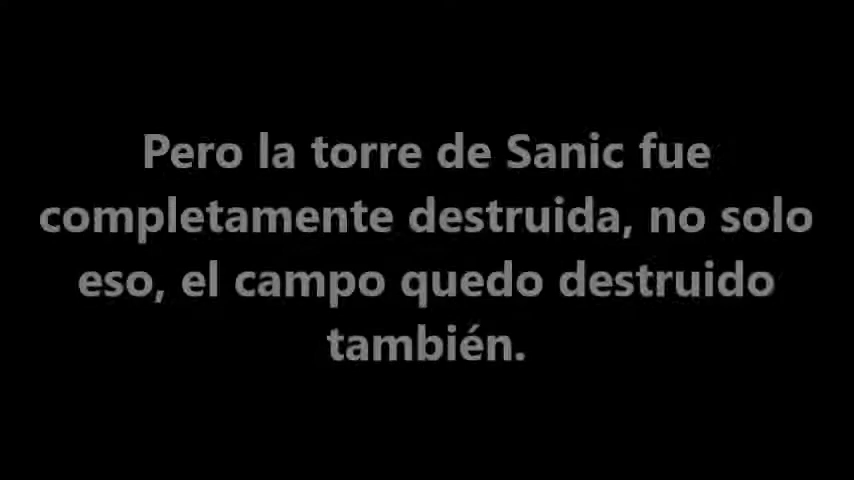 Pero la torre de Sanic fue
completamente destruida, no solo
eso, el campo quedo destruido
también.